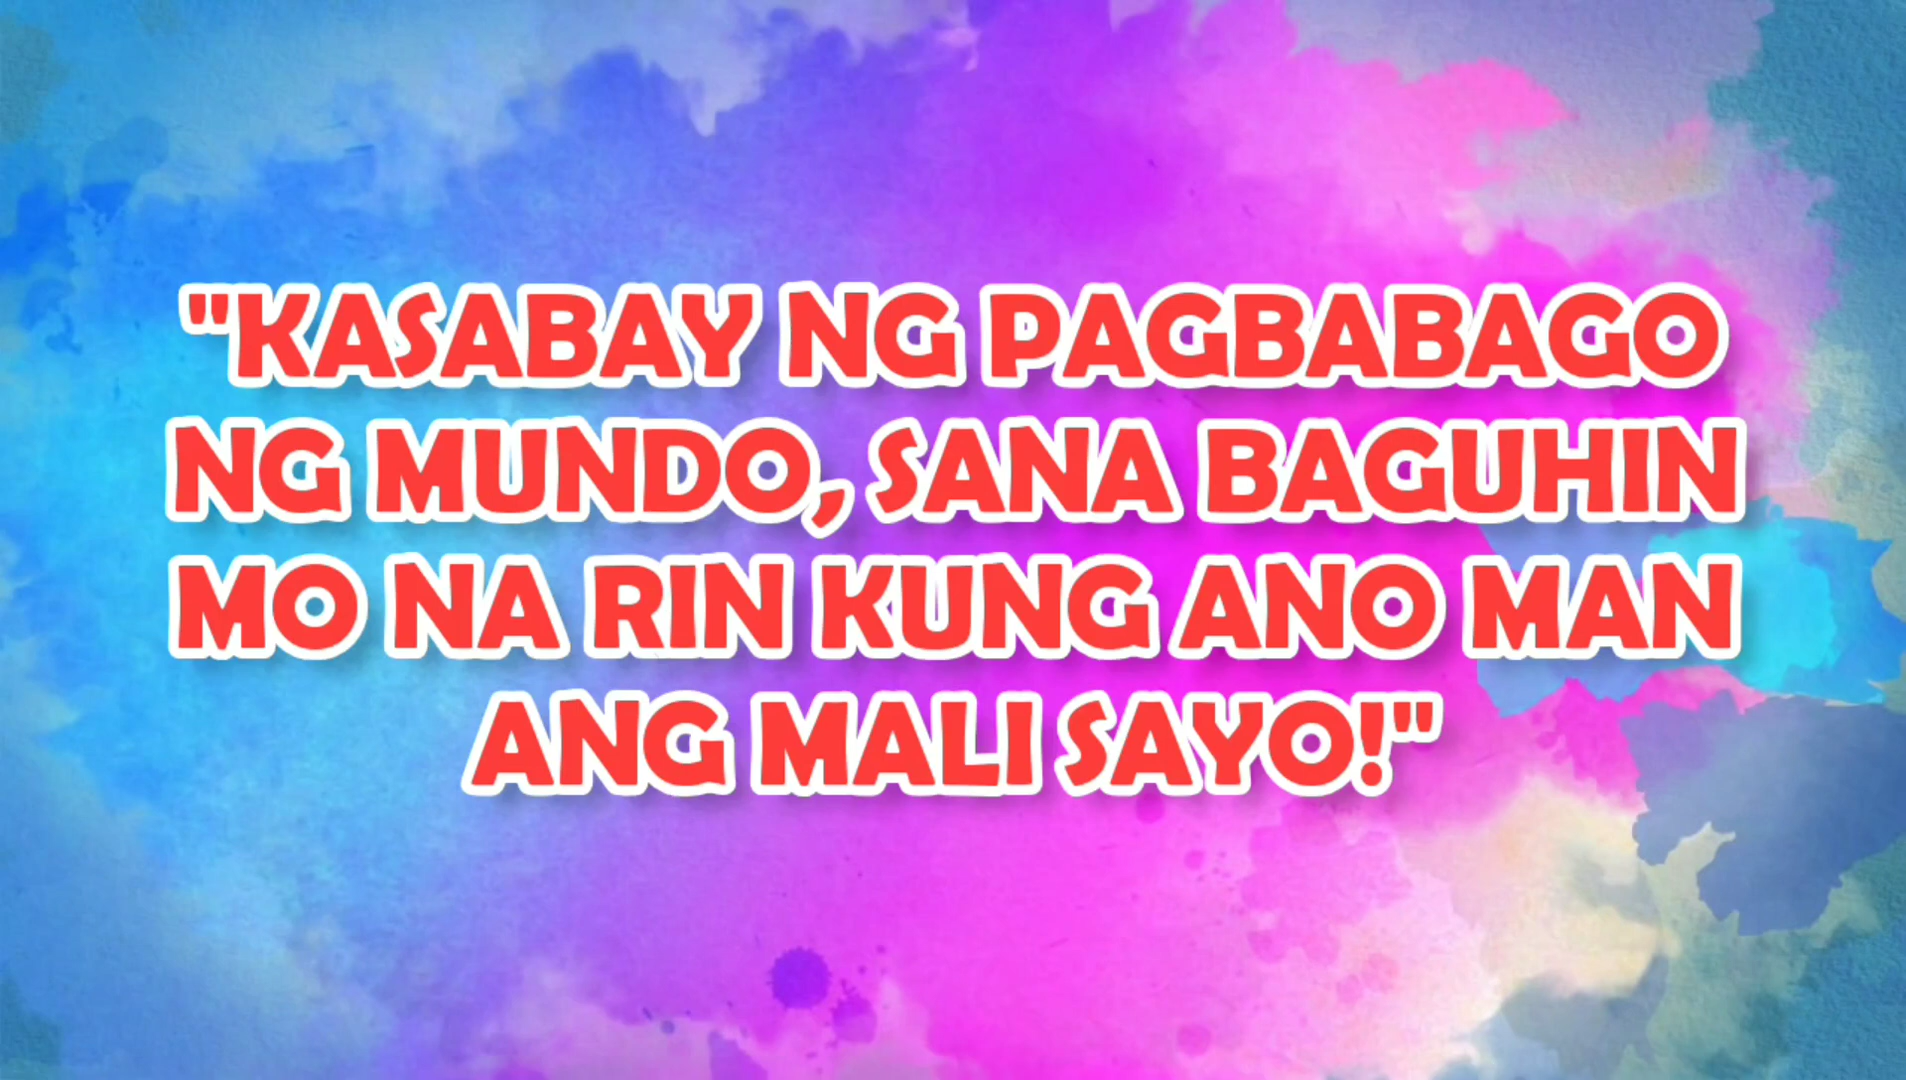 "KASABAY NG PAGBABAGO
NG MUNDO, SANA BAGUHIN
MO NA RIN KUNG ANO MAN
ANG MALI SAYO!"